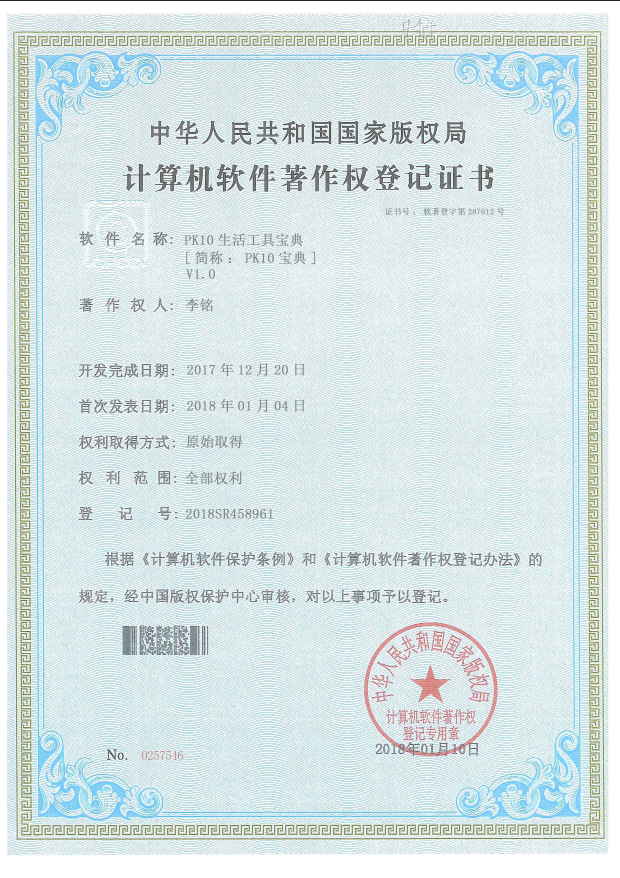 中华人民共和国国家版权局
计算机软件著作权登记证书
证书号： 软著登字第 287612 号
软 件 名 称： PK10 生活工具宝典
[ 简称： PK10 宝典 ]
V1.0
著 作 权 人： 李铭
开发完成日期： 2017 年 12 月 20 日
首次发表日期： 2018 年 01 月 04 日
权利取得方式： 原始取得
权 利 范 围： 全部权利
登 记 号： 2018SR458961
根据《计算机软件保护条例》和《计算机软件著作权登记办法》的
规定，经中国版权保护中心审核，对以上事项予以登记。
中华人民共和国国家版权局
计算机软件著作权
登记专用章
2018年01月10日
No. 0257546